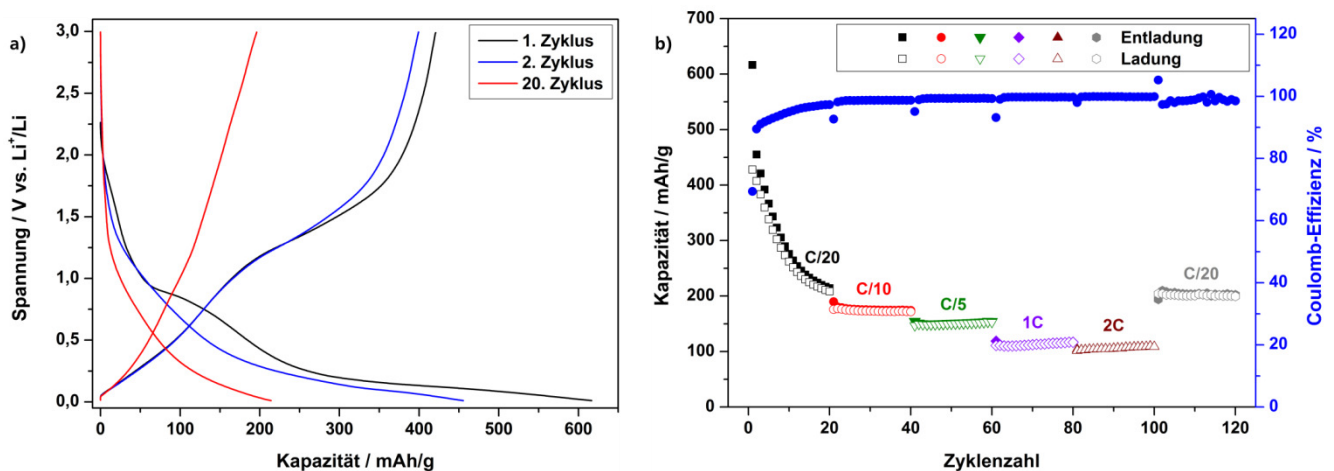 a)
3,0
2,5
2,0
1,5
1,0
0,5
0,0
Spannung / V vs. Li⁺/Li
1. Zyklus
2. Zyklus
20. Zyklus
0 100 200 300 400 500 600
Kapazität / mAh/g
b)
700
600
500
400
300
200
100
0
Kapazität / mAh/g
Entladung
Ladung
C/20
C/10
C/5
1C
2C
C/20
120
100
80
60
40
20
0
Coulomb-Effizienz / %
0 20 40 60 80 100 120
Zyklenzahl